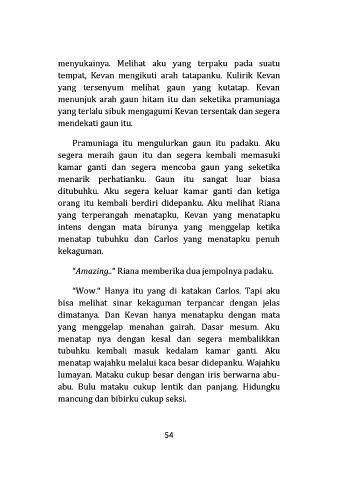 menyukainya. Melihat aku yang terpaku pada suatu
tempat, Kevan mengikuti arah tatapanku. Kulirik Kevan
yang tersenyum melihat gaun yang kutatap. Kevan
menunjuk arah gaun hitam itu dan seketika pramuniaga
yang terlalu sibuk mengagumi Kevan tersentak dan segera
mendekati gaun itu.
Pramuniaga itu mengulurkan gaun itu padaku. Aku
segera meraih gaun itu dan segera kembali memasuki
kamar ganti dan segera mencoba gaun yang seketika
menarik perhatianku. Gaun itu sangat luar biasa
ditubuhku. Aku segera keluar kamar ganti dan ketiga
orang itu kembali berdiri didepanku. Aku melihat Riana
yang terperangah menatapku, Kevan yang menatapku
intens dengan mata birunya yang menggelap ketika
menatap tubuhku dan Carlos yang menatapku penuh
kekaguman.
"Amazing.." Riana memberika dua jempolnya padaku.
"Wow." Hanya itu yang di katakan Carlos. Tapi aku
bisa melihat sinar kekaguman terpancar dengan jelas
dimatanya. Dan Kevan hanya menatapku dengan mata
yang menggelap menahan gairah. Dasar mesum. Aku
menatap nya dengan kesal dan segera membalikkan
tubuhku kembali masuk kedalam kamar ganti. Aku
menatap wajahku melalui kaca besar didepanku. Wajahku
lumayan. Mataku cukup besar dengan iris berwarna abu-
abu. Bulu mataku cukup lentik dan panjang. Hidungku
mancung dan bibirku cukup seksi.
54